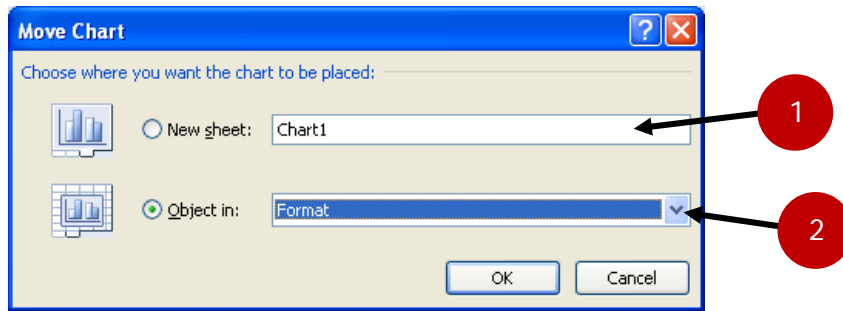 Move Chart
Choose where you want the chart to be placed:
New sheet: Chart1
1
Object in: Format
2
OK Cancel